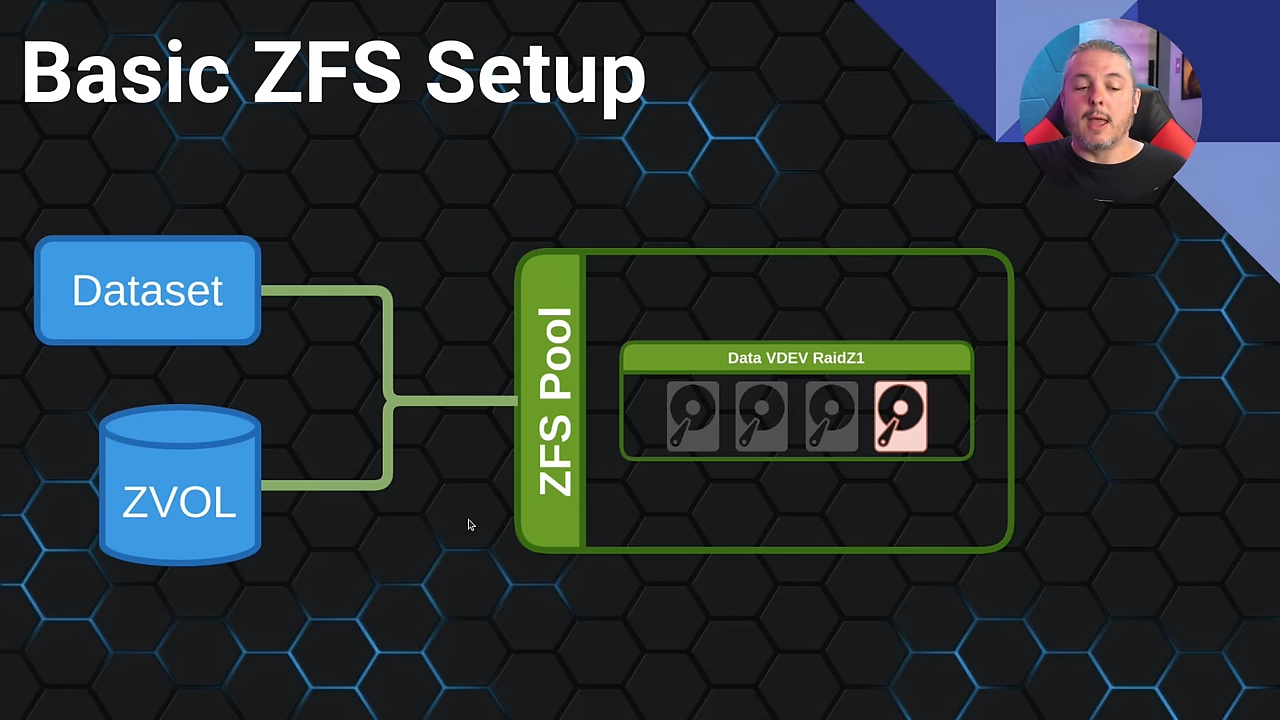 Basic ZFS Setup
Dataset
ZVOL
ZFS Pool
Data VDEV RaidZ1